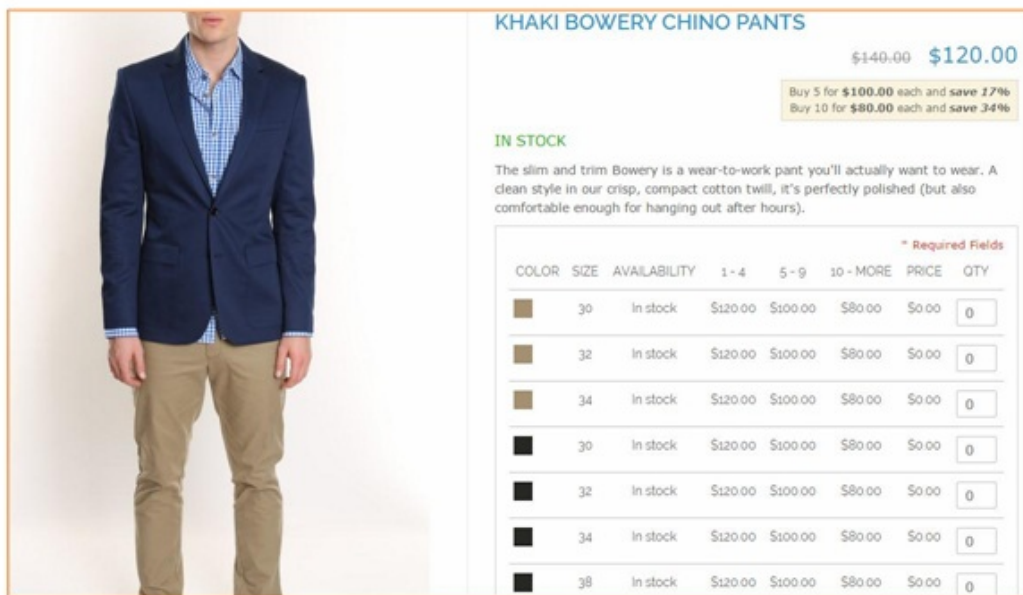 KHAKI BOWERY CHINO PANTS
$140.00 $120.00
Buy 5 for $100.00 each and save 17%
Buy 10 for $80.00 each and save 34%
IN STOCK
The slim and trim Bowery is a wear-to-work pant you'll actually want to wear. A
clean style in our crisp, compact cotton twill, it's perfectly polished (but also
comfortable enough for hanging out after hours).
* Required Fields
COLOR SIZE AVAILABILITY 1 - 4 5 - 9 10 - MORE PRICE QTY
30 In stock $120.00 $100.00 $80.00 $0.00 0
32 In stock $120.00 $100.00 $80.00 $0.00 0
34 In stock $120.00 $100.00 $80.00 $0.00 0
30 In stock $120.00 $100.00 $80.00 $0.00 0
32 In stock $120.00 $100.00 $80.00 $0.00 0
34 In stock $120.00 $100.00 $80.00 $0.00 0
38 In stock $120.00 $100.00 $80.00 $0.00 0